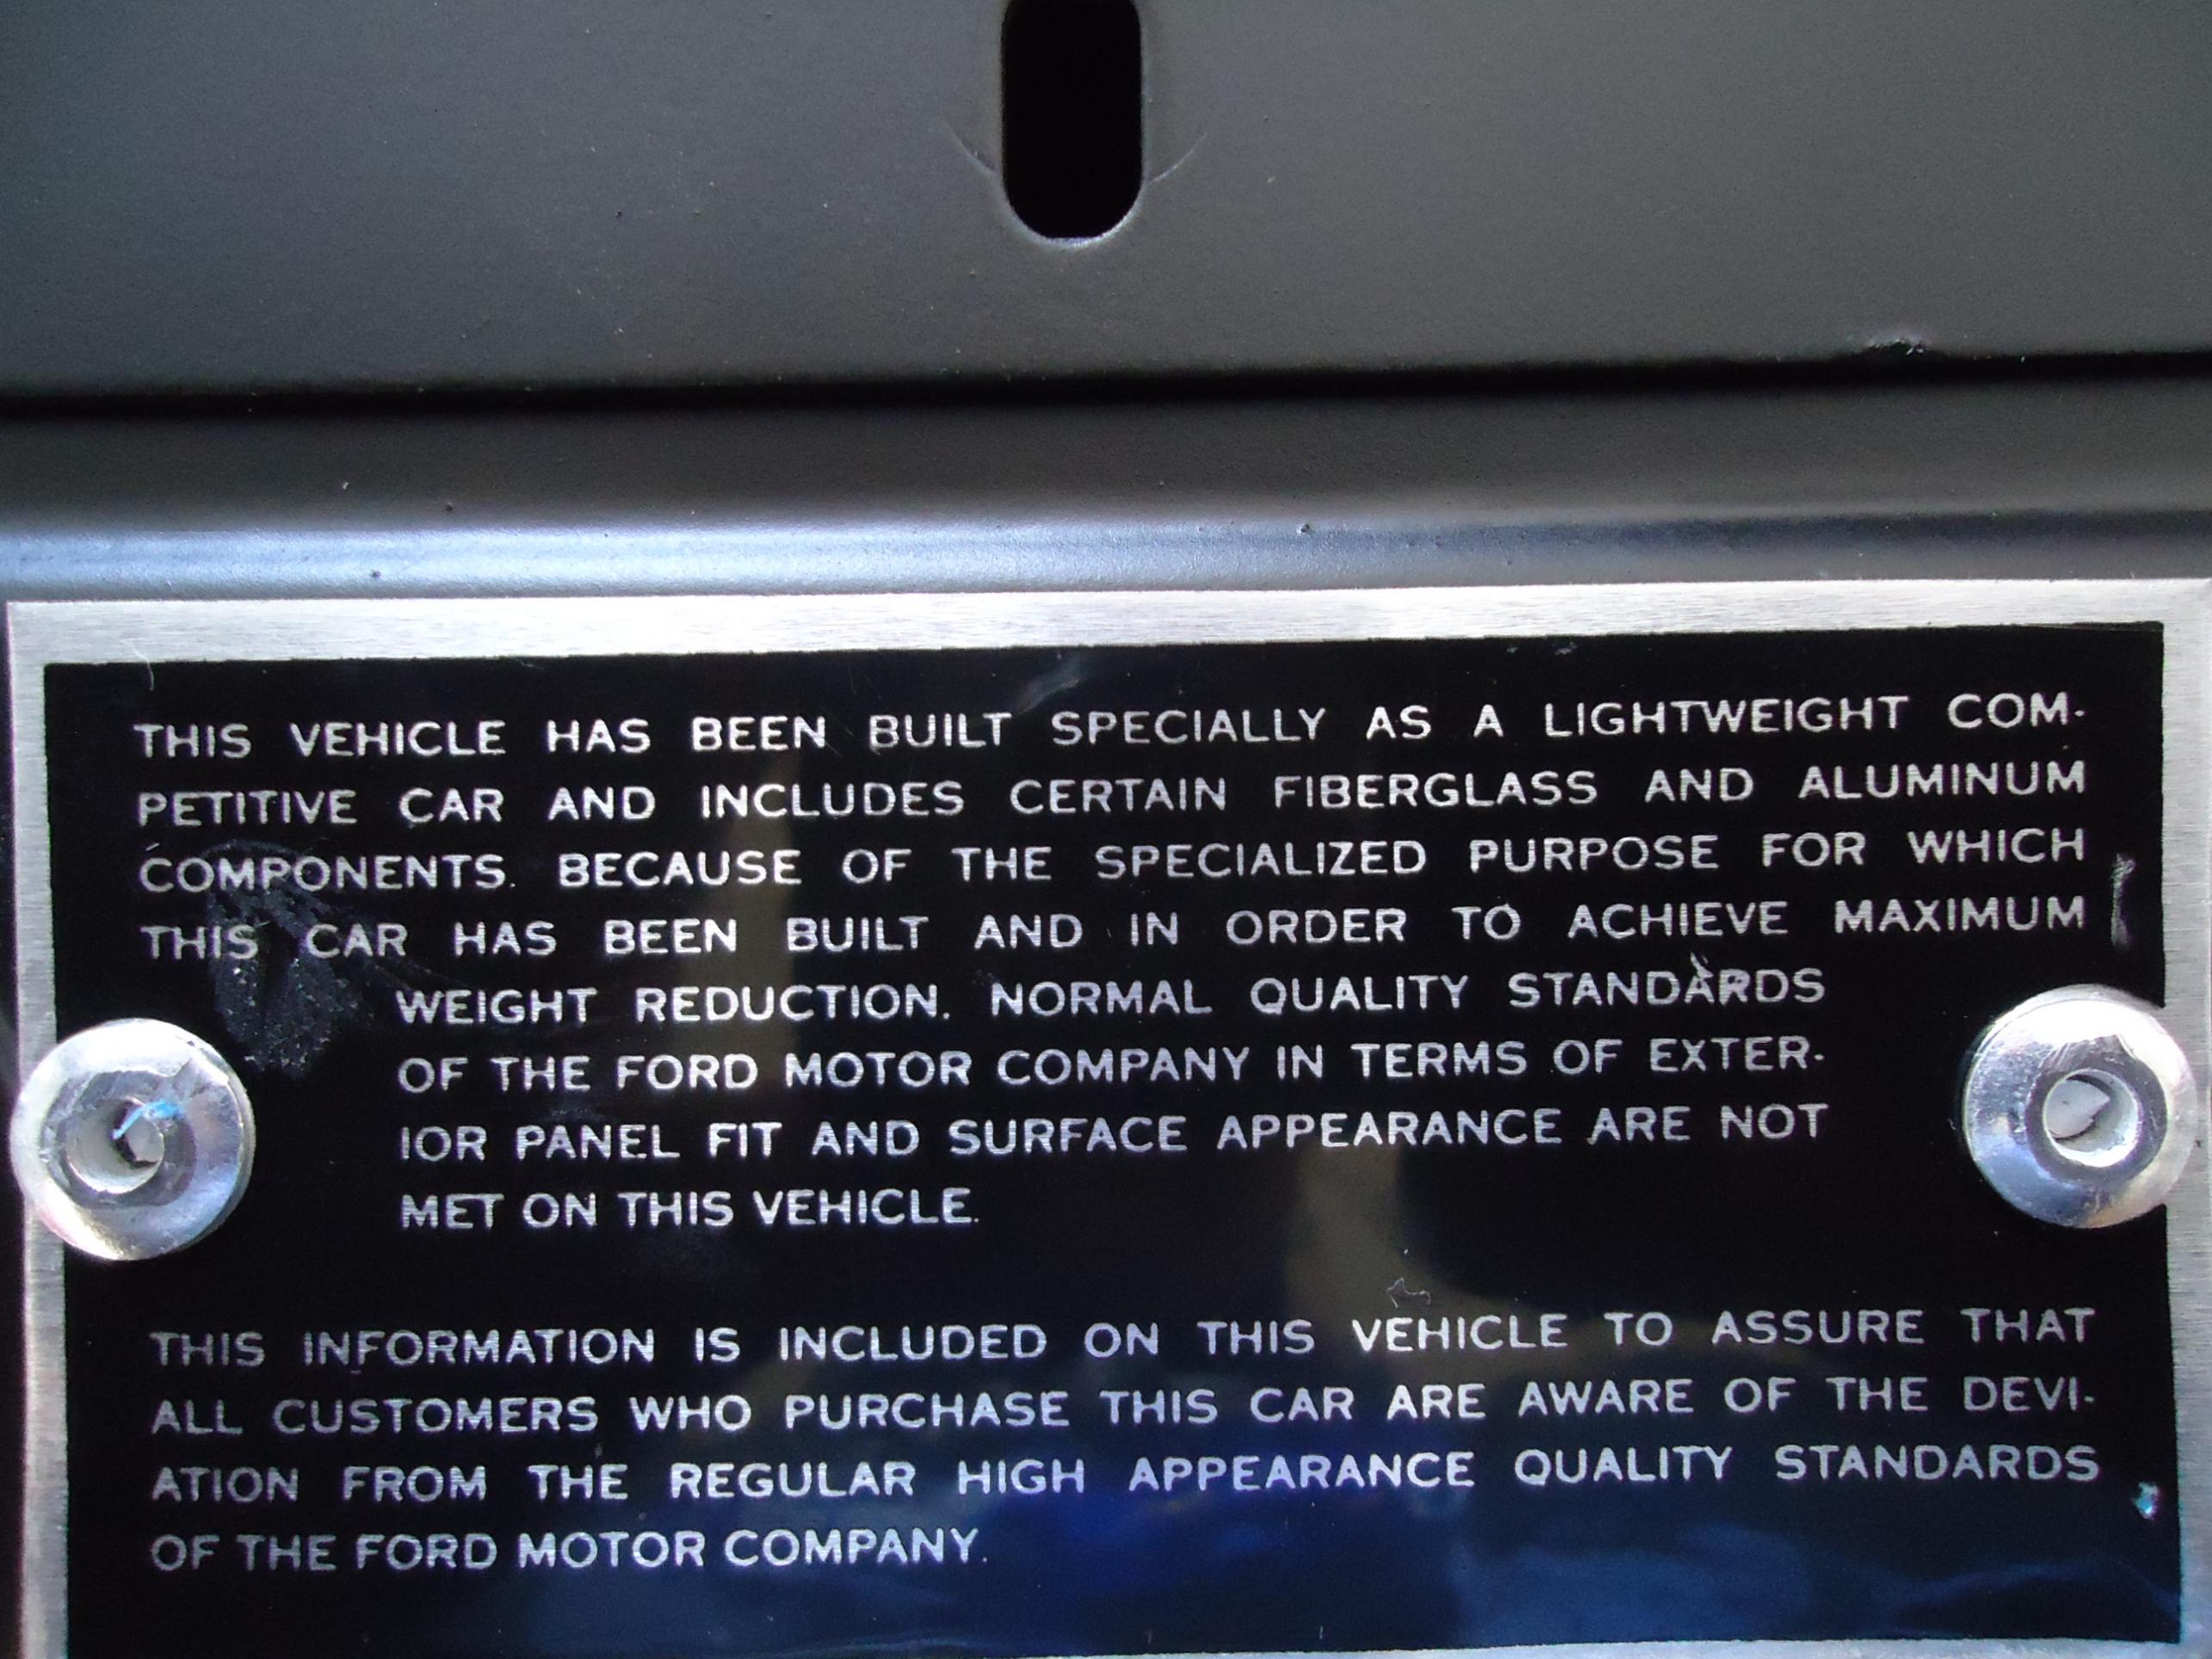 THIS VEHICLE HAS BEEN BUILT SPECIALLY AS A LIGHTWEIGHT COM-
PETITIVE CAR AND INCLUDES CERTAIN FIBERGLASS AND ALUMINUM
COMPONENTS. BECAUSE OF THE SPECIALIZED PURPOSE FOR WHICH
THIS CAR HAS BEEN BUILT AND IN ORDER TO ACHIEVE MAXIMUM
WEIGHT REDUCTION. NORMAL QUALITY STANDARDS
OF THE FORD MOTOR COMPANY IN TERMS OF EXTER-
IOR PANEL FIT AND SURFACE APPEARANCE ARE NOT
MET ON THIS VEHICLE.
THIS INFORMATION IS INCLUDED ON THIS VEHICLE TO ASSURE THAT
ALL CUSTOMERS WHO PURCHASE THIS CAR ARE AWARE OF THE DEVI-
ATION FROM THE REGULAR HIGH APPEARANCE QUALITY STANDARDS
OF THE FORD MOTOR COMPANY.